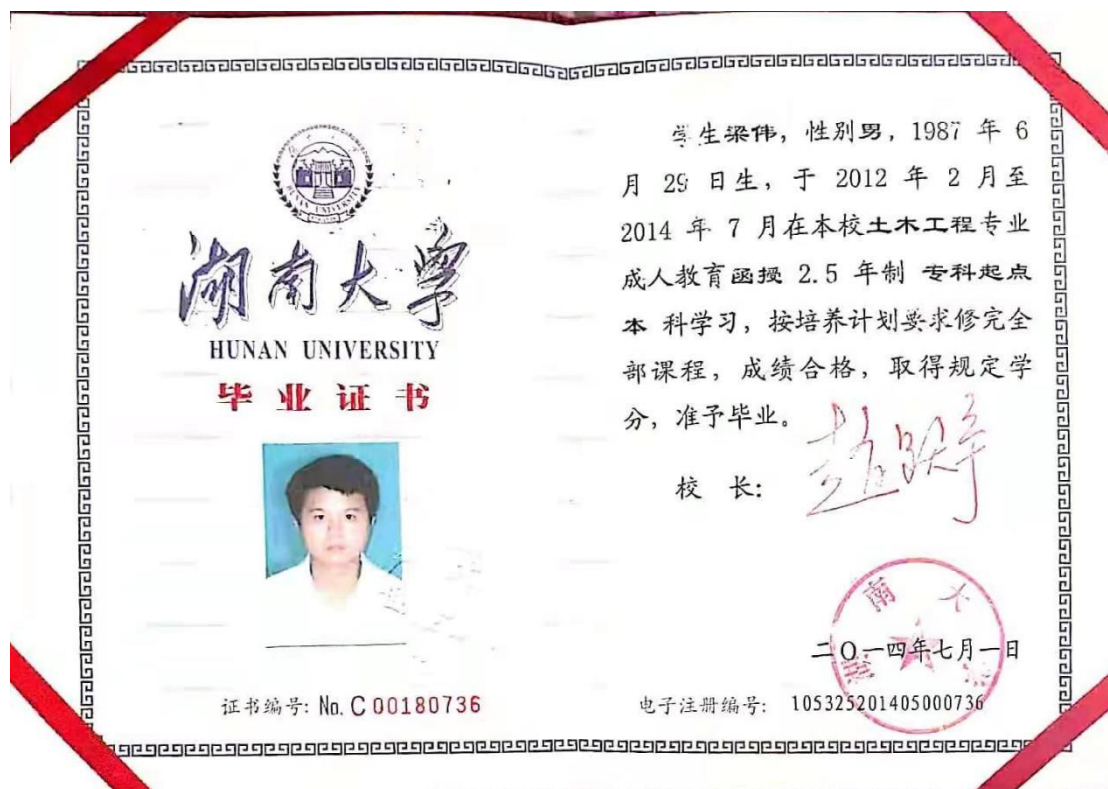 湖南大学
HUNAN UNIVERSITY
毕业证书
证书编号: No. C 00180736
学生梁伟，性别男，1987 年 6
月 29 日生，于 2012 年 2 月至
2014 年 7 月在本校土木工程专业
成人教育函授 2.5 年制 专科起点
本 科学习，按培养计划要求修完全
部课程，成绩合格，取得规定学
分，准予毕业。
校 长:
二〇一四年七月一日
电子注册编号: 105325201405000736